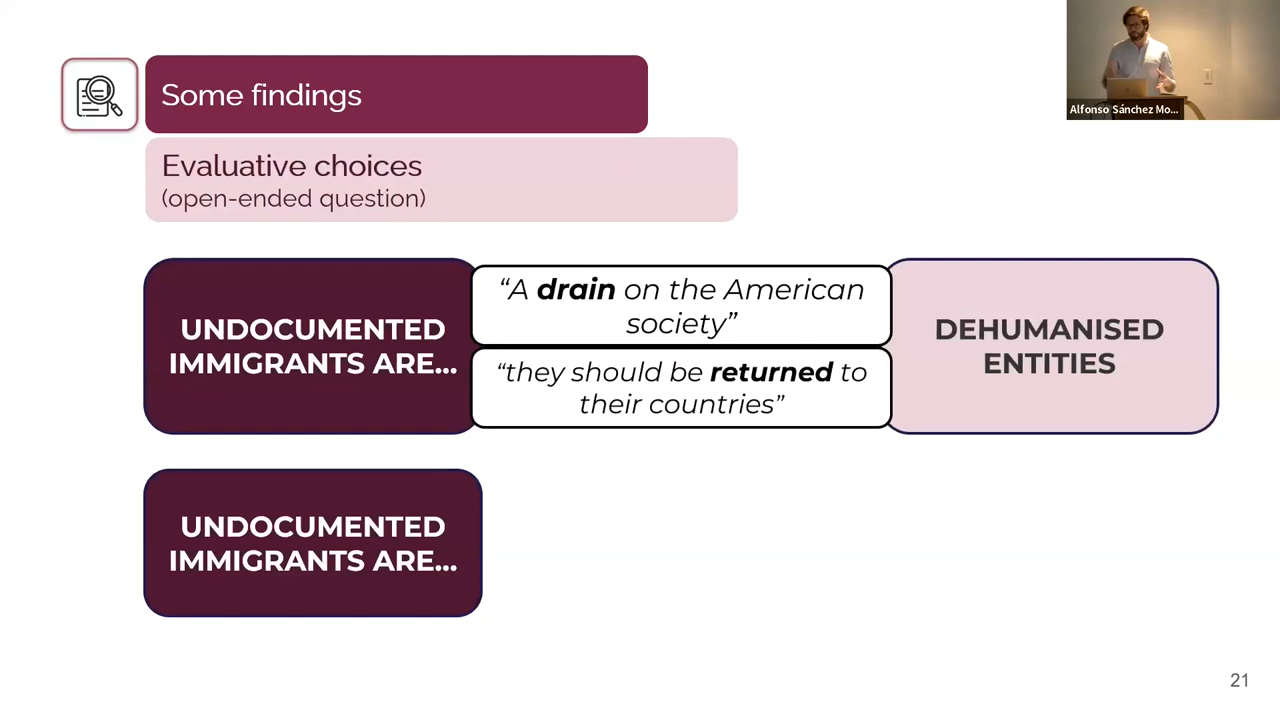 Some findings
Evaluative choices
(open-ended question)
UNDOCUMENTED
IMMIGRANTS ARE...
“A drain on the American
society”
“they should be returned to
their countries”
DEHUMANISED
ENTITIES
UNDOCUMENTED
IMMIGRANTS ARE...
Alfonso Sánchez Mo...
21